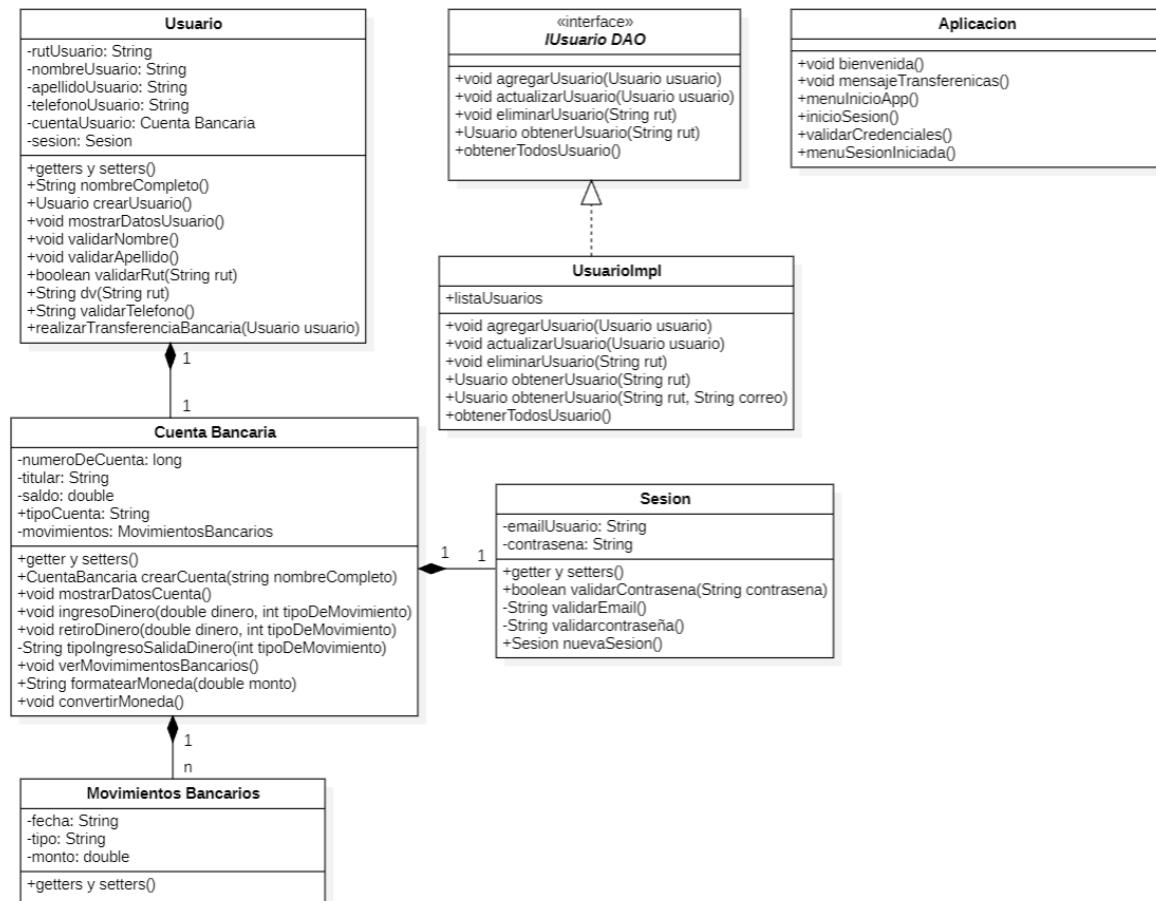 Usuario
-rutUsuario: String
-nombreUsuario: String
-apellidoUsuario: String
-telefonoUsuario: String
-cuentaUsuario: Cuenta Bancaria
-sesion: Sesion
+getters y setters()
+String nombreCompleto()
+Usuario crearUsuario()
+void mostrarDatosUsuario()
+void validarNombre()
+void validarApellido()
+boolean validarRut(String rut)
+String dv(String rut)
+String validarTelefono()
+realizarTransferenciaBancaria(Usuario usuario)
«interface»
IUsuario DAO
+void agregarUsuario(Usuario usuario)
+void actualizarUsuario(Usuario usuario)
+void eliminarUsuario(String rut)
+Usuario obtenerUsuario(String rut)
+obtenerTodosUsuario()
Aplicacion
+void bienvenida()
+void mensajeTransferenicas()
+menuInicioApp()
+inicioSesion()
+validarCredenciales()
+menuSesionIniciada()
UsuarioImpl
+listaUsuarios
+void agregarUsuario(Usuario usuario)
+void actualizarUsuario(Usuario usuario)
+void eliminarUsuario(String rut)
+Usuario obtenerUsuario(String rut)
+Usuario obtenerUsuario(String rut, String correo)
+obtenerTodosUsuario()
1
1
Cuenta Bancaria
-numeroDeCuenta: long
-titular: String
-saldo: double
+tipoCuenta: String
-movimientos: MovimientosBancarios
+getter y setters()
+CuentaBancaria crearCuenta(string nombreCompleto)
+void mostrarDatosCuenta()
+void ingresoDinero(double dinero, int tipoDeMovimiento)
+void retiroDinero(double dinero, int tipoDeMovimiento)
-String tipoIngresoSalidaDinero(int tipoDeMovimiento)
+void verMovimimentosBancarios()
+String formatearMoneda(double monto)
+void convertirMoneda()
1
1
Sesion
-emailUsuario: String
-contrasena: String
+getter y setters()
+boolean validarContrasena(String contrasena)
-String validarEmail()
-String validarcontraseña()
+Sesion nuevaSesion()
1
n
Movimientos Bancarios
-fecha: String
-tipo: String
-monto: double
+getters y setters()